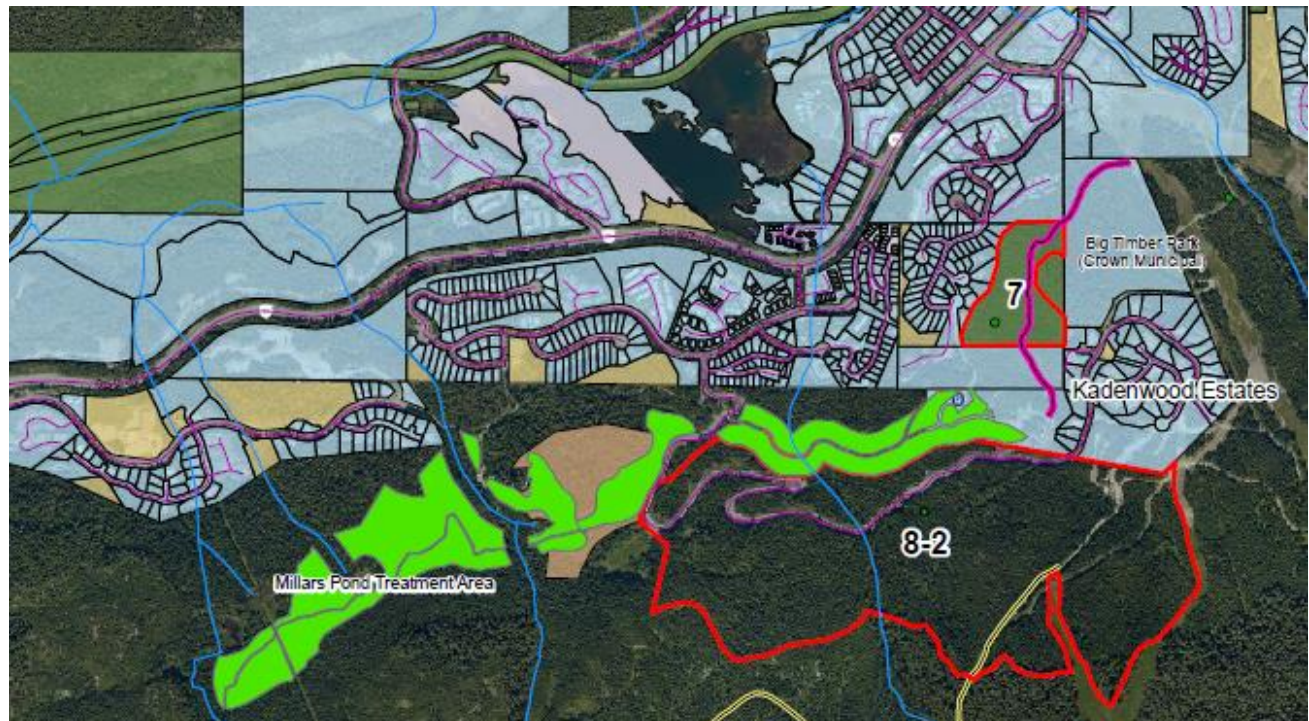 Big Timber Park
(Crown Municipal)
7
Kadenwood Estates
8-2
Millars Pond Treatment Area